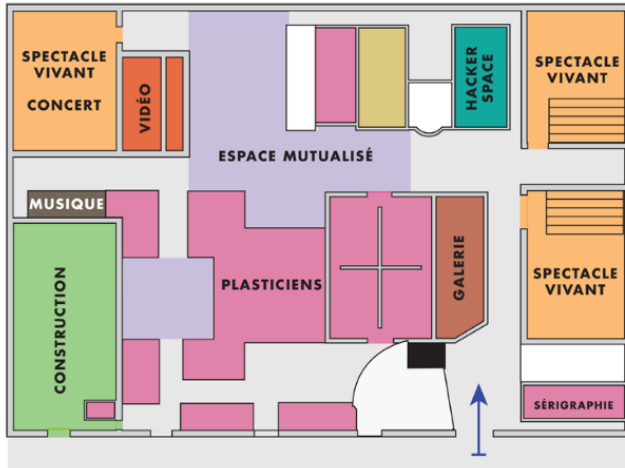 SPECTACLE
VIVANT
CONCERT
VIDÉO
HACKER
SPACE
SPECTACLE
VIVANT
ESPACE MUTUALISÉ
MUSIQUE
CONSTRUCTION
PLASTICIENS
GALERIE
SPECTACLE
VIVANT
SÉRIGRAPHIE